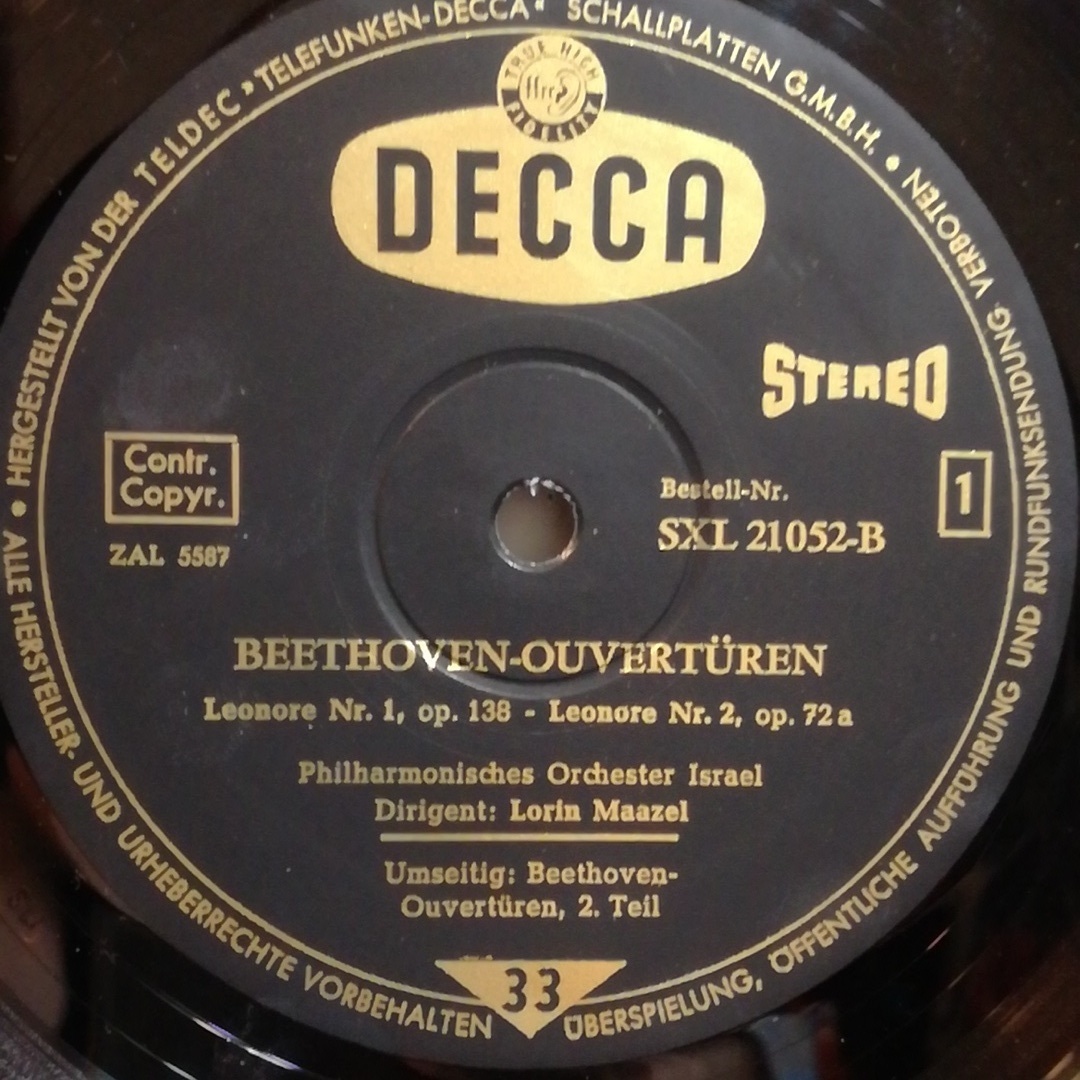 HERGESTELLT VON DER TELDEC »TELEFUNKEN-DECCA« SCHALLPLATTEN G.M.B.H. • ALLE HERSTELLER- UND URHEBERRECHTE VORBEHALTEN
ÜBERSPIELUNG, ÖFFENTLICHE AUFFÜHRUNG UND RUNDFUNKSENDUNG VERBOTEN
TRUE HIGH
ffrr
FIDELITY
DECCA
STEREO
Contr.
Copyr.
ZAL 5587
Bestell-Nr.
SXL 21052-B
1
BEETHOVEN-OUVERTÜREN
Leonore Nr. 1, op. 138 - Leonore Nr. 2, op. 72a
Philharmonisches Orchester Israel
Dirigent: Lorin Maazel
Umseitig: Beethoven-
Ouvertüren, 2. Teil
33